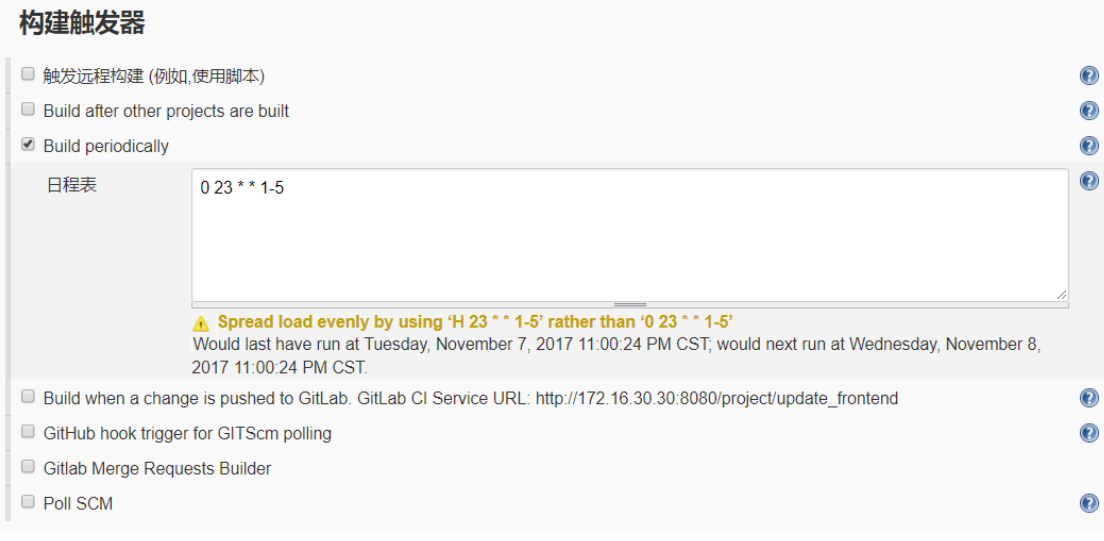 构建触发器
触发远程构建 (例如,使用脚本)
Build after other projects are built
Build periodically
日程表
0 23 * * 1-5
Spread load evenly by using ‘H 23 * * 1-5’ rather than ‘0 23 * * 1-5’
Would last have run at Tuesday, November 7, 2017 11:00:24 PM CST; would next run at Wednesday, November 8,
2017 11:00:24 PM CST.
Build when a change is pushed to GitLab. GitLab CI Service URL: http://172.16.30.30:8080/project/update_frontend
GitHub hook trigger for GITScm polling
Gitlab Merge Requests Builder
Poll SCM